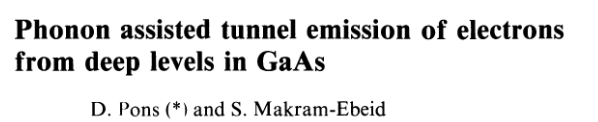 Phonon assisted tunnel emission of electrons
from deep levels in GaAs
D. Pons (*) and S. Makram-Ebeid